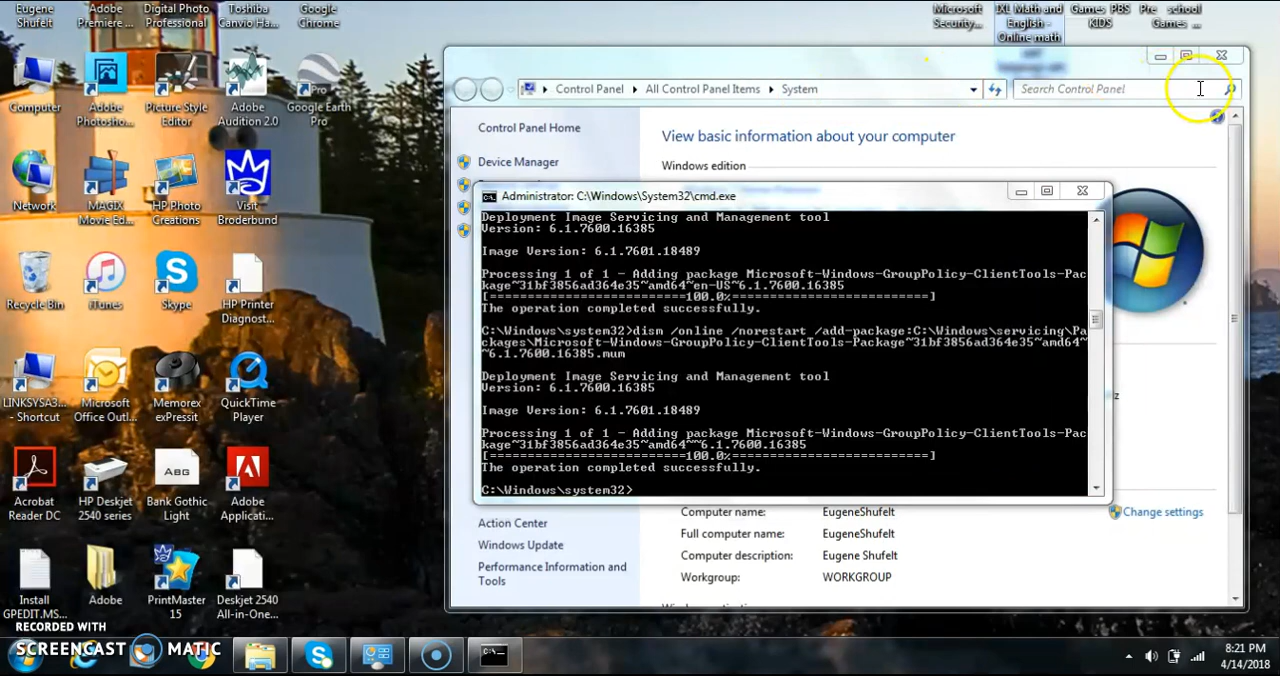 Eugene Shufelt
Adobe Premiere ...
Digital Photo Professional
Toshiba Canvio Ha...
Google Chrome
Microsoft Security...
IXL Math and English - Online math
Games PBS KIDS
Pre school Games ...
Computer
Adobe Photosho...
Picture Style Editor
Adobe Audition 2.0
Google Earth Pro
Network
MAGIX Movie Ed...
HP Photo Creations
Visit Broderbund
Recycle Bin
iTunes
Skype
HP Printer Diagnost...
LINKSYSA3... - Shortcut
Microsoft Office Outl...
Memorex exPressit
QuickTime Player
Acrobat Reader DC
HP Deskjet 2540 series
ABG
Bank Gothic Light
Adobe Applicati...
Install GPEDIT.MS...
Adobe
PrintMaster 15
Deskjet 2540 All-in-One...
Control Panel
All Control Panel Items
System
Search Control Panel
Control Panel Home
Device Manager
View basic information about your computer
Windows edition
Administrator: C:\Windows\System32\cmd.exe
Deployment Image Servicing and Management tool
Version: 6.1.7600.16385
Image Version: 6.1.7601.18489
Processing 1 of 1 - Adding package Microsoft-Windows-GroupPolicy-ClientTools-Pac
kage~31bf3856ad364e35~amd64~en-US~6.1.7600.16385
[==========================100.0%==========================]
The operation completed successfully.
C:\Windows\system32>dism /online /norestart /add-package:C:\Windows\servicing\Pa
ckages\Microsoft-Windows-GroupPolicy-ClientTools-Package~31bf3856ad364e35~amd64~
~6.1.7600.16385.mum
Deployment Image Servicing and Management tool
Version: 6.1.7600.16385
Image Version: 6.1.7601.18489
Processing 1 of 1 - Adding package Microsoft-Windows-GroupPolicy-ClientTools-Pac
kage~31bf3856ad364e35~amd64~~6.1.7600.16385
[==========================100.0%==========================]
The operation completed successfully.
C:\Windows\system32>
z
Action Center
Windows Update
Performance Information and
Tools
Computer name: EugeneShufelt
Full computer name: EugeneShufelt
Computer description: Eugene Shufelt
Workgroup: WORKGROUP
Change settings
RECORDED WITH
SCREENCAST MATIC
8:21 PM
4/14/2018